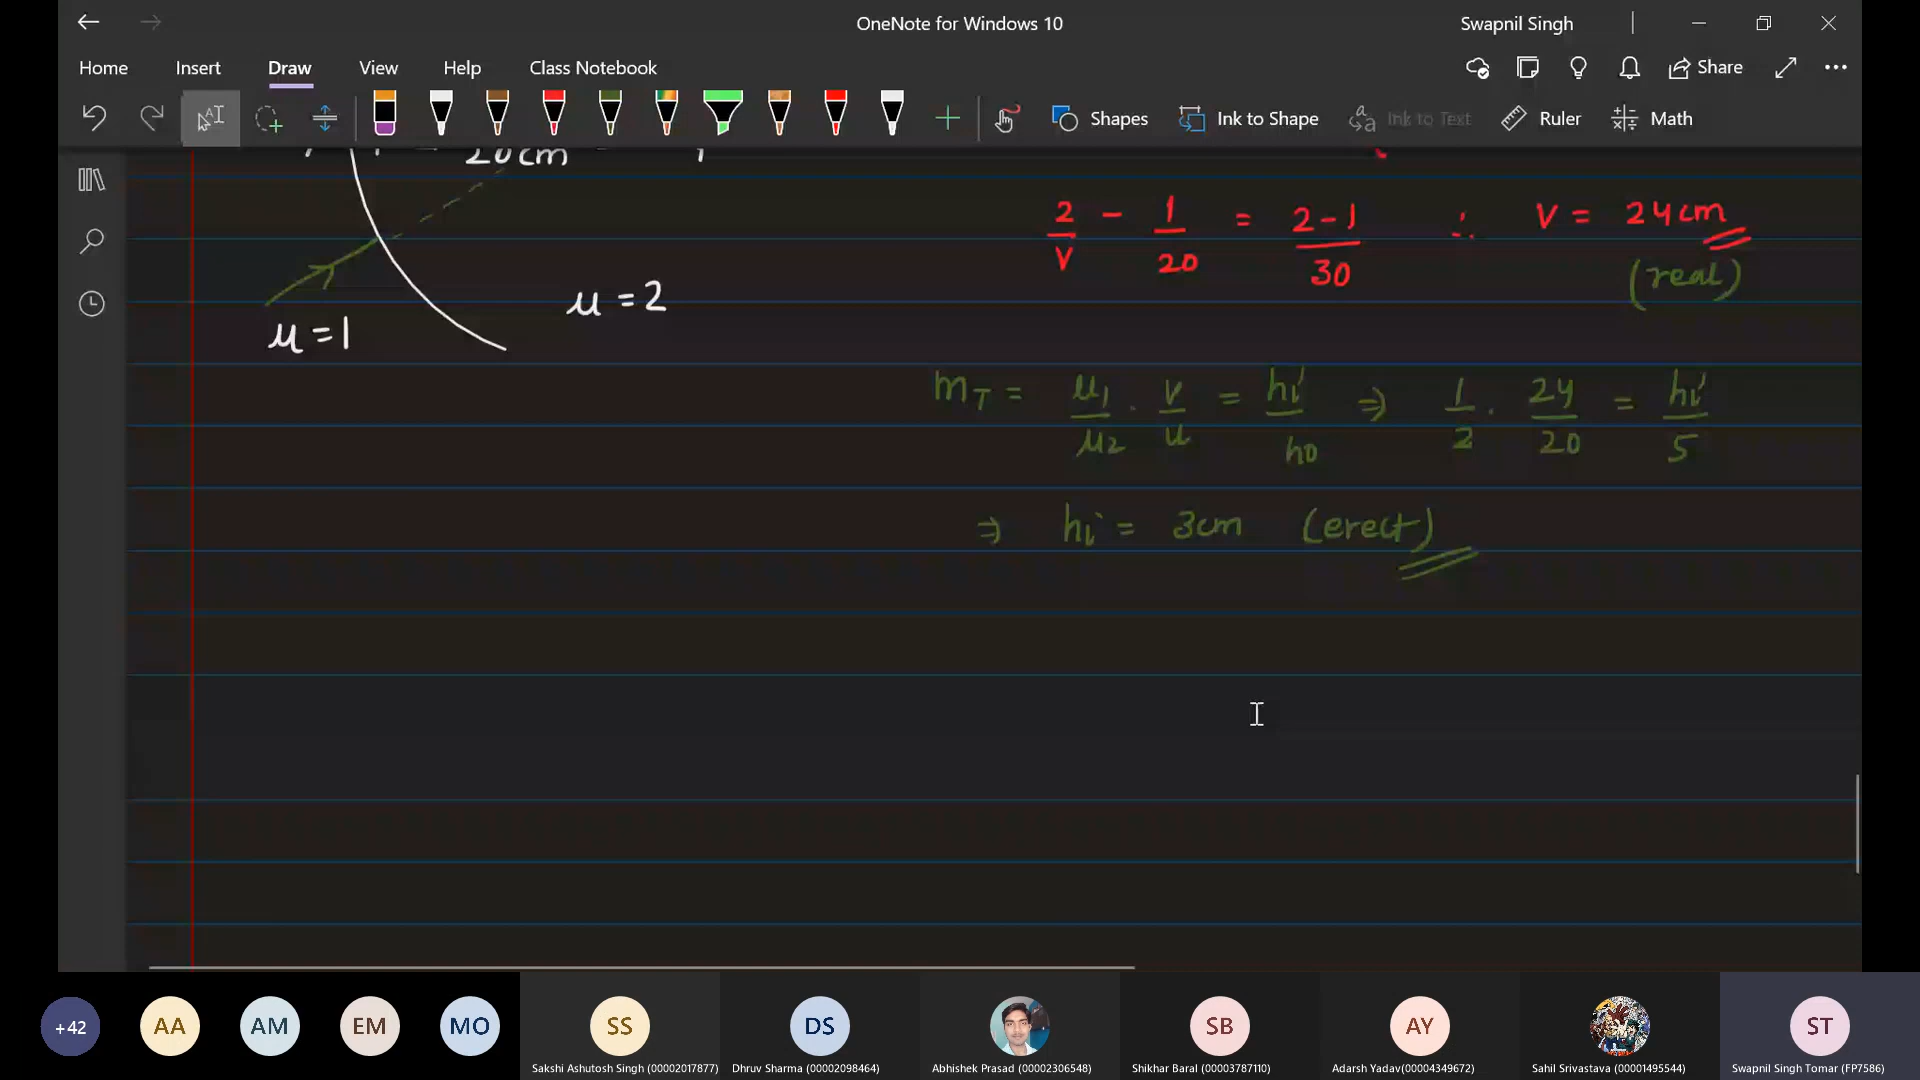 OneNote for Windows 10
Swapnil Singh
Home Insert Draw View Help Class Notebook
Share
Shapes Ink to Shape Ink to Text Ruler Math
20cm
2/v - 1/20 = 2-1/30 ∴ v = 24cm
(real)
μ = 2
μ = 1
m_T = μ1/μ2 . v/u = hi/ho ⇒ 1/2 . 24/20 = hi/5
⇒ hi = 3cm (erect)
+42 AA AM EM MO SS DS SB AY ST
Sakshi Ashutosh Singh (00002017877) Dhruv Sharma (00002098464) Abhishek Prasad (00002306548) Shikhar Baral (00003787110) Adarsh Yadav(00004349672) Sahil Srivastava (00001495544) Swapnil Singh Tomar (FP7586)